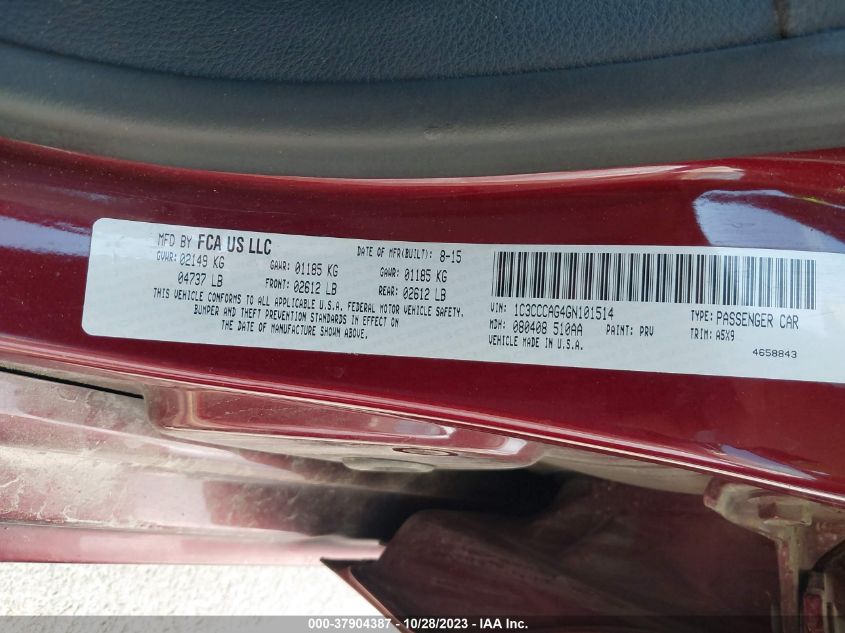 MFD BY FCA US LLC
DATE OF MFR(BUILT): 8-15
GVWR: 02149 KG
04737 LB
GAWR: 01185 KG
FRONT: 02612 LB
GAWR: 01185 KG
REAR: 02612 LB
THIS VEHICLE CONFORMS TO ALL APPLICABLE U.S.A. FEDERAL MOTOR VEHICLE SAFETY,
BUMPER AND THEFT PREVENTION STANDARDS IN EFFECT ON
THE DATE OF MANUFACTURE SHOWN ABOVE.
VIN: 1C3CCCAG4GN101514
TYPE: PASSENGER CAR
MDH: 080408 510AA
PAINT: PRV
TRIM: A5X9
VEHICLE MADE IN U.S.A.
4658843
000-37904387 - 10/28/2023 - IAA Inc.